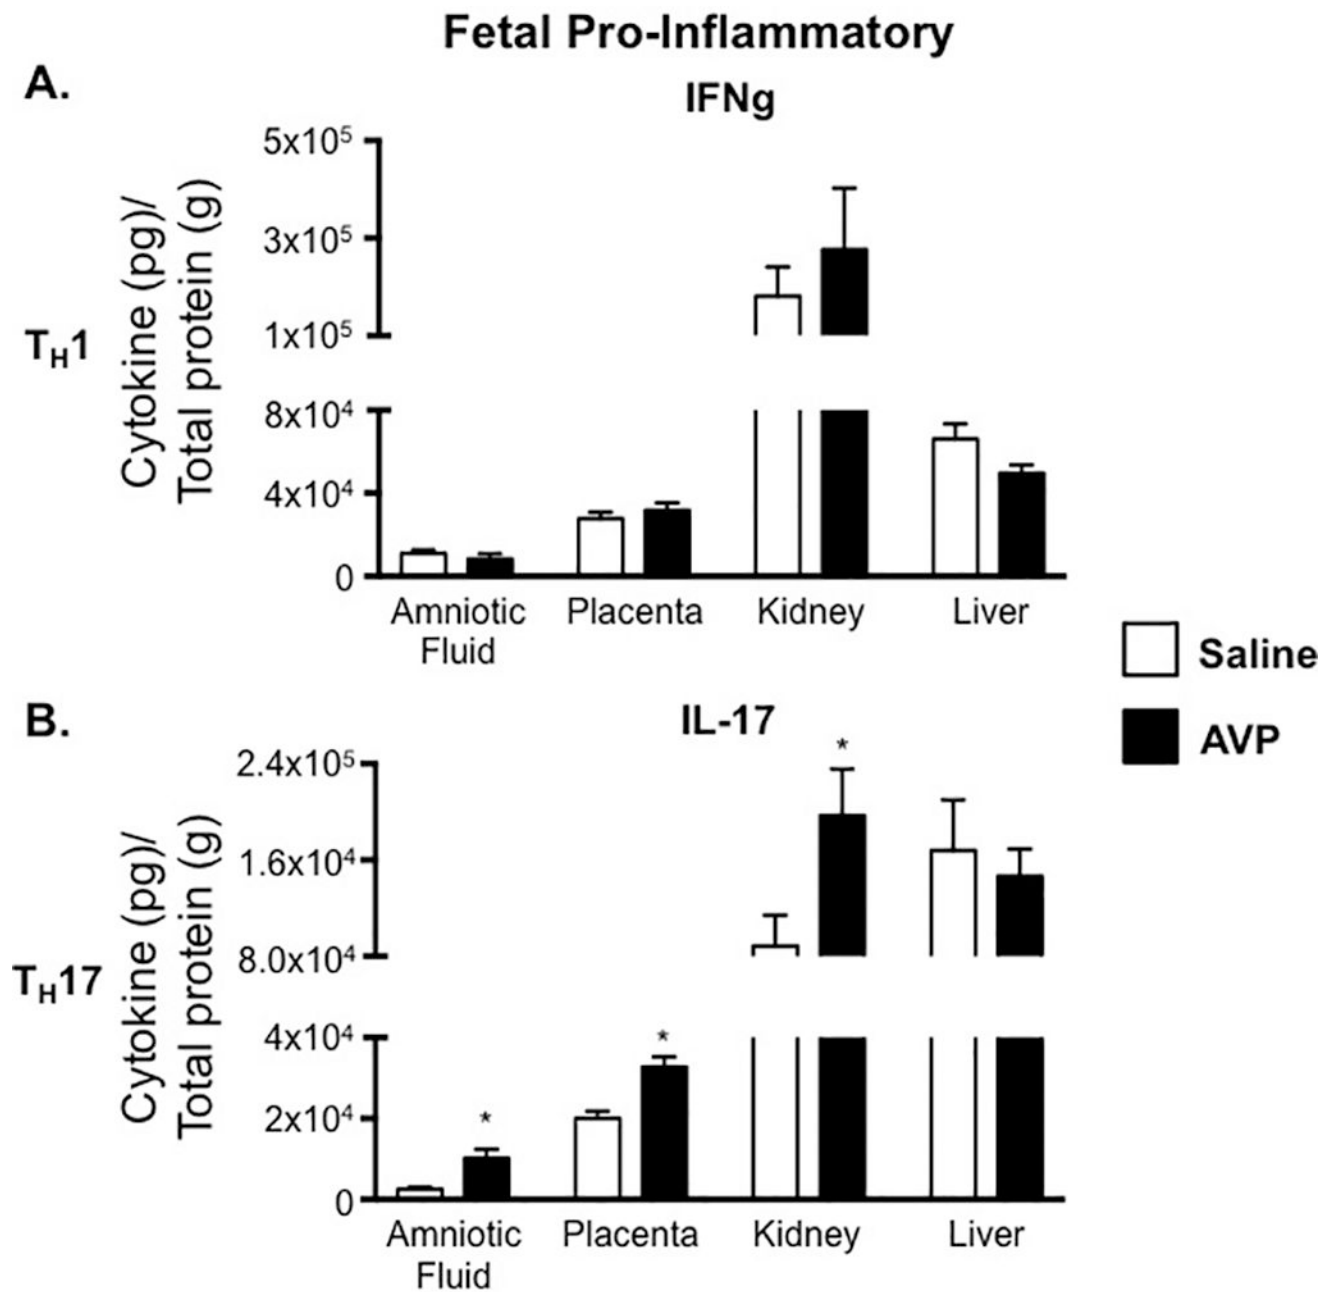 Fetal Pro-Inflammatory
A.
IFNg
Cytokine (pg)/
Total protein (g)
T_H1
5x10⁵
3x10⁵
1x10⁵
8x10⁴
4x10⁴
0
Amniotic Fluid
Placenta
Kidney
Liver
Saline
AVP
B.
IL-17
Cytokine (pg)/
Total protein (g)
T_H17
2.4x10⁵
1.6x10⁴
8.0x10⁴
4x10⁴
2x10⁴
0
*
*
*
Amniotic Fluid
Placenta
Kidney
Liver